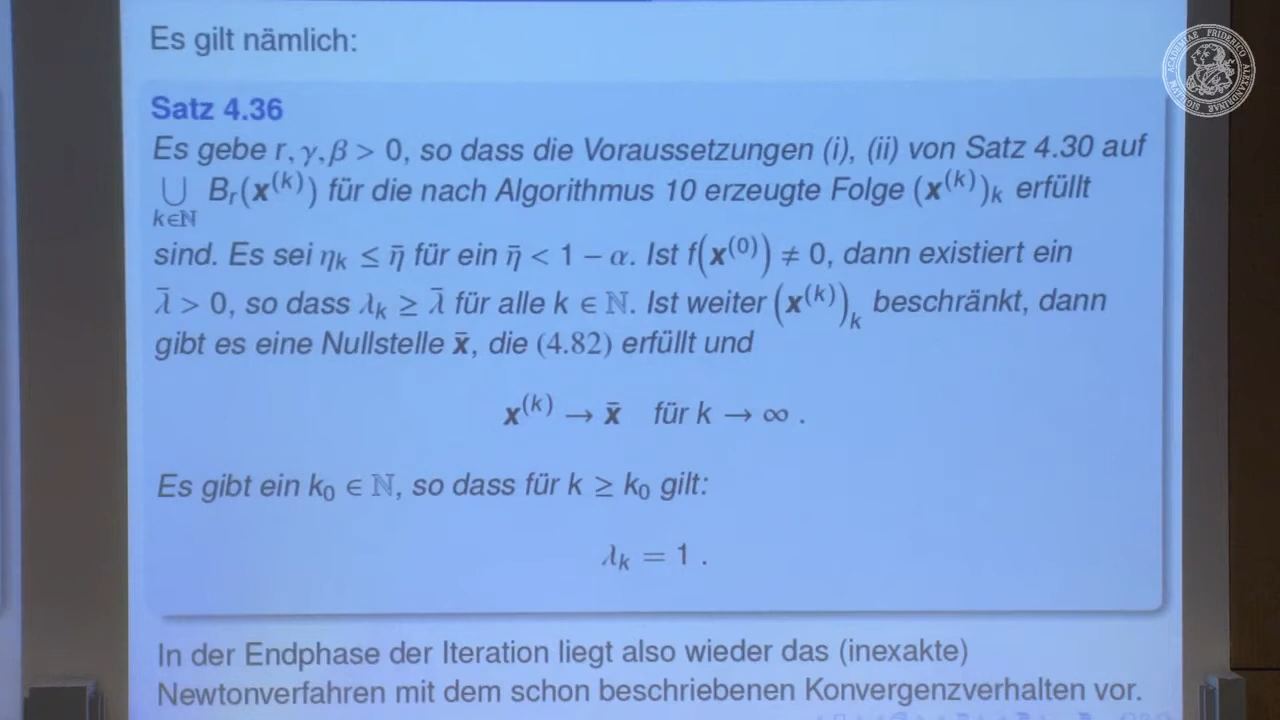 Es gilt nämlich:
Satz 4.36
Es gebe r, γ, β > 0, so dass die Voraussetzungen (i), (ii) von Satz 4.30 auf
⋃ B_r(x^(k)) für die nach Algorithmus 10 erzeugte Folge (x^(k))_k erfüllt
k∈ℕ
sind. Es sei η_k ≤ η̄ für ein η̄ < 1 − α. Ist f(x^(0)) ≠ 0, dann existiert ein
λ̄ > 0, so dass λ_k ≥ λ̄ für alle k ∈ ℕ. Ist weiter (x^(k))_k beschränkt, dann
gibt es eine Nullstelle x̄, die (4.82) erfüllt und
x^(k) → x̄ für k → ∞ .
Es gibt ein k_0 ∈ ℕ, so dass für k ≥ k_0 gilt:
λ_k = 1 .
In der Endphase der Iteration liegt also wieder das (inexakte)
Newtonverfahren mit dem schon beschriebenen Konvergenzverhalten vor.
ACADEMIAE FRIDERICO ALEXANDRINAE SIGILLUM